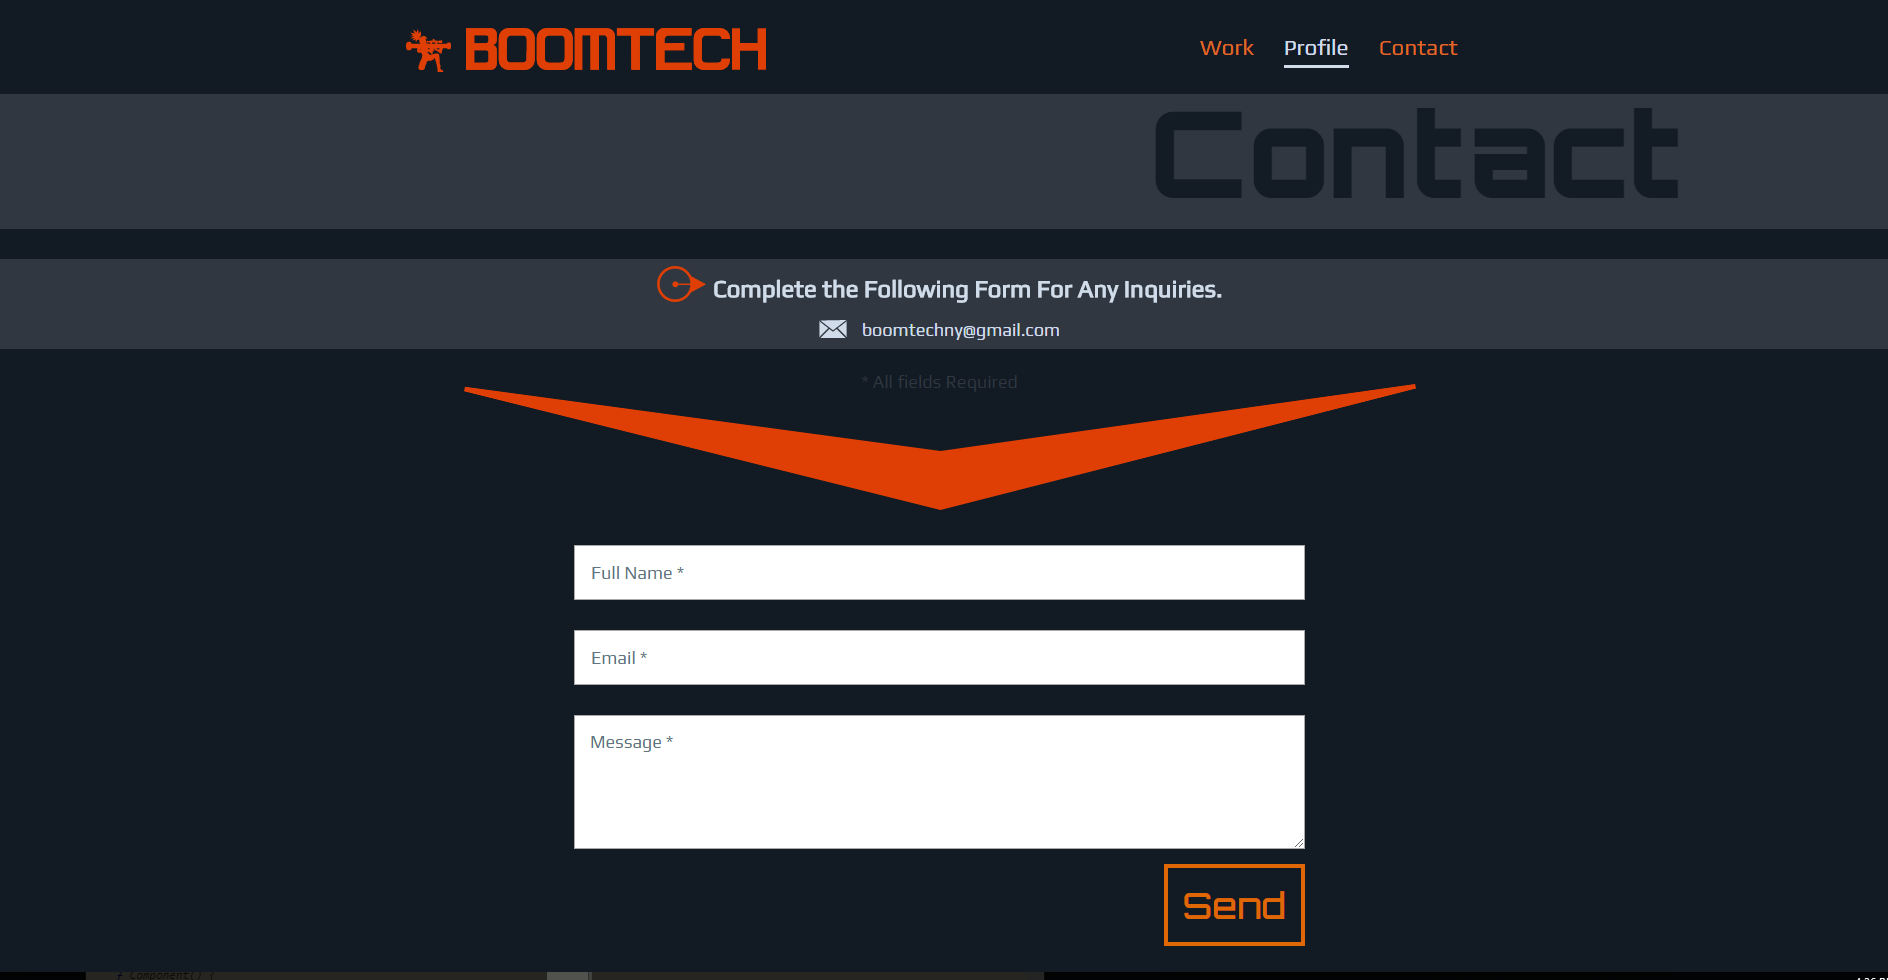 BOOMTECH
Work Profile Contact
Contact
Complete the Following Form For Any Inquiries.
boomtechny@gmail.com
* All fields Required
Full Name *
Email *
Message *
Send